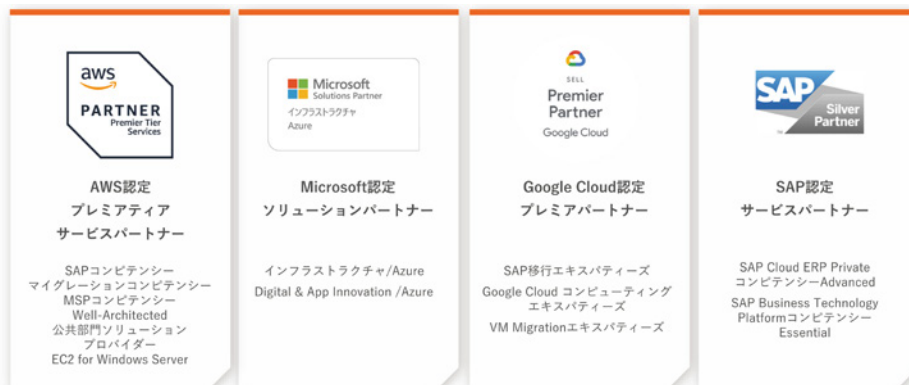 aws
PARTNER
Premier Tier
Services
AWS認定
プレミアティア
サービスパートナー
SAPコンピテンシー
マイグレーションコンピテンシー
MSPコンピテンシー
Well-Architected
公共部門ソリューション
プロバイダー
EC2 for Windows Server
Microsoft
Solutions Partner
インフラストラクチャ
Azure
Microsoft認定
ソリューションパートナー
インフラストラクチャ/Azure
Digital & App Innovation /Azure
SELL
Premier
Partner
Google Cloud
Google Cloud認定
プレミアパートナー
SAP移行エキスパティーズ
Google Cloud コンピューティング
エキスパティーズ
VM Migrationエキスパティーズ
SAP
Silver
Partner
TM
SAP認定
サービスパートナー
SAP Cloud ERP Private
コンピテンシーAdvanced
SAP Business Technology
Platformコンピテンシー
Essential